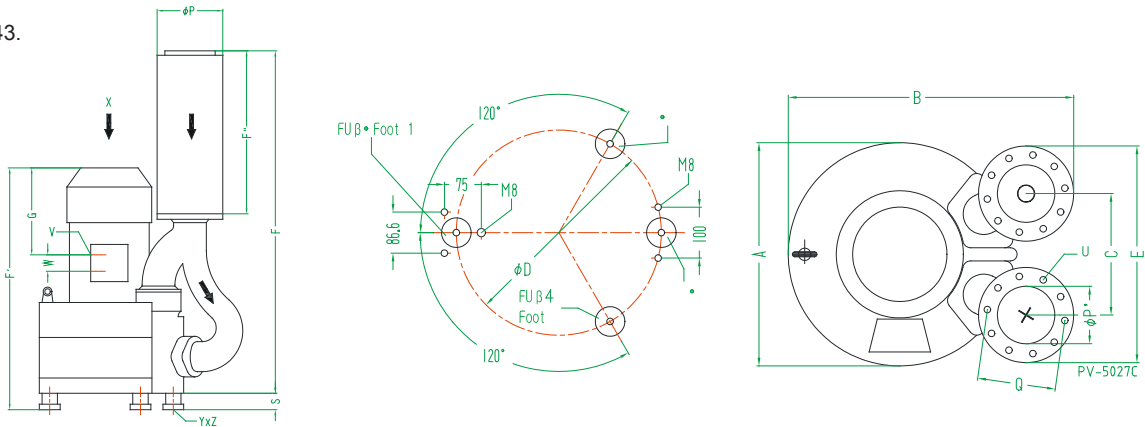 43.
φP
X
F"
F
G
V
W
F'
S
YxZ
120°
FUβ• Foot 1
75
M8
M8
86.6
100
φD
FUβ4
Foot
120°
B
A
C
E
U
φP'
Q
PV-5027C